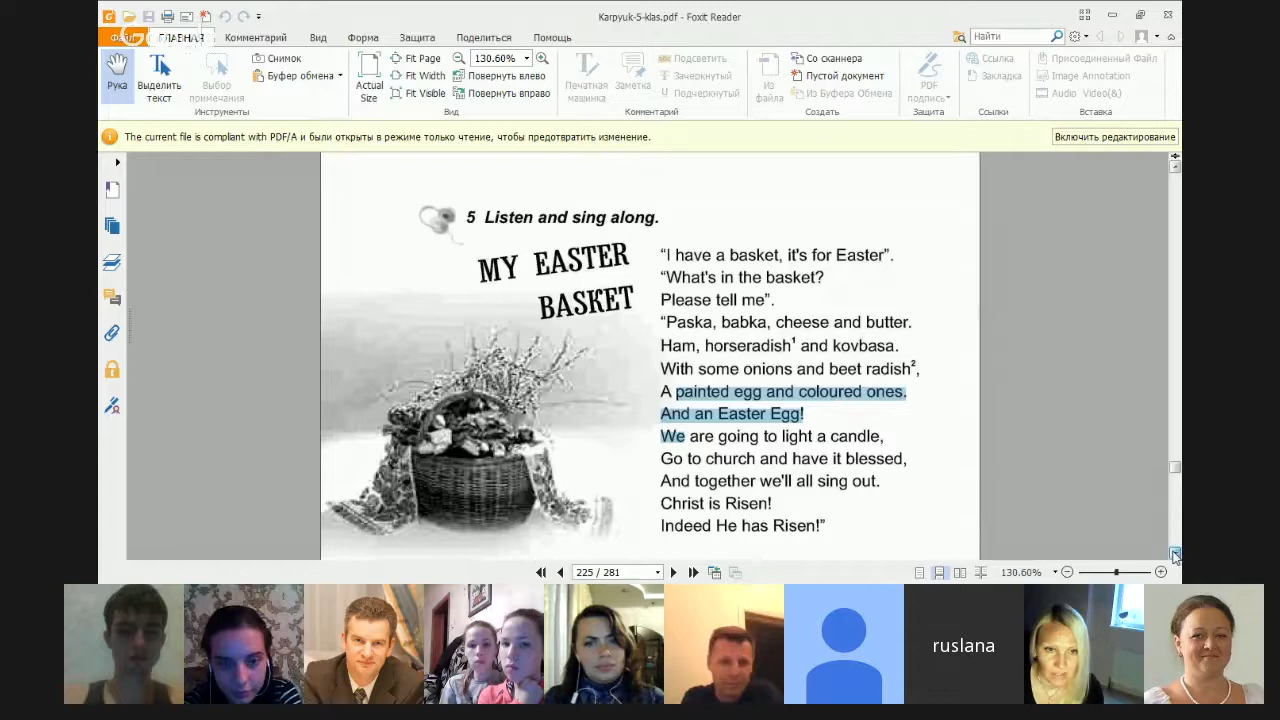 Karpyuk-5-klas.pdf - Foxit Reader
Файл
ГЛАВНАЯ
Комментарий
Вид
Форма
Защита
Поделиться
Помощь
Найти
Рука
Выделить текст
Выбор примечания
Снимок
Буфер обмена
Инструменты
Actual Size
Fit Page
Fit Width
Fit Visible
130.60%
Повернуть влево
Повернуть вправо
Вид
Печатная машинка
Заметка
Подсветить
Зачеркнутый
Подчеркнутый
Комментарий
Из файла
Со сканера
Пустой документ
Из Буфера Обмена
Создать
PDF подпись
Защита
Ссылка
Закладка
Ссылки
Присоединенный Файл
Image Annotation
Audio Video(&)
Вставка
The current file is compliant with PDF/A и были открыты в режиме только чтение, чтобы предотвратить изменение.
Включить редактирование
5 Listen and sing along.
MY EASTER
BASKET
“I have a basket, it's for Easter”.
“What's in the basket?
Please tell me”.
“Paska, babka, cheese and butter.
Ham, horseradish¹ and kovbasa.
With some onions and beet radish²,
A painted egg and coloured ones.
And an Easter Egg!
We are going to light a candle,
Go to church and have it blessed,
And together we'll all sing out.
Christ is Risen!
Indeed He has Risen!”
225 / 281
130.60%
ruslana